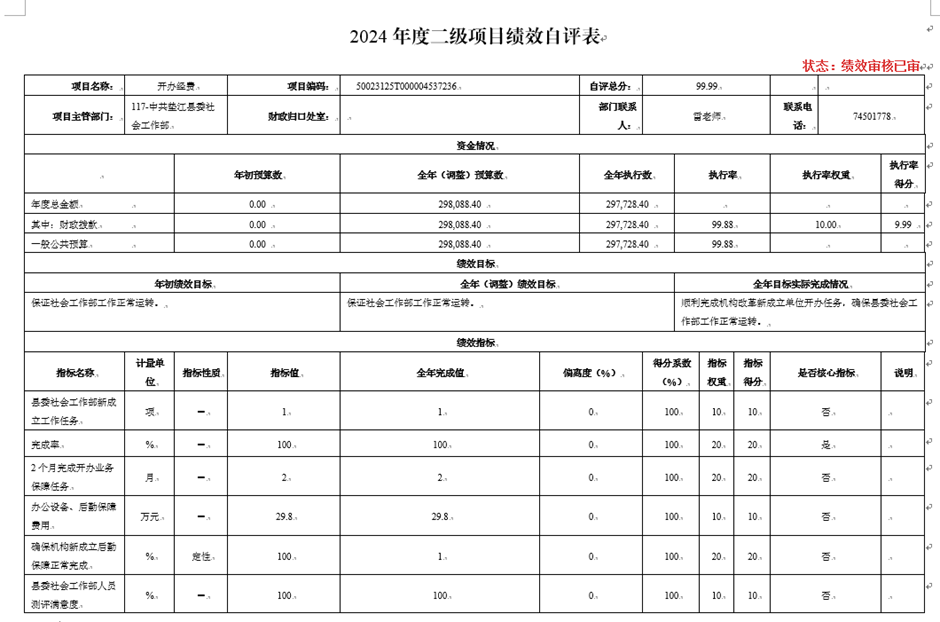 2024 年度二级项目绩效自评表
状态：绩效审核已审
项目名称： 开办经费 项目编码： 50023125T000004537236 自评总分： 99.99
项目主管部门： 117-中共垫江县委社会工作部 财政归口处室： 部门联系人： 雷老师 联系电话： 74501778
资金情况
年初预算数 全年（调整）预算数 全年执行数 执行率 执行率权重 执行率得分
年度总金额 0.00 298,088.40 297,728.40
其中：财政拨款 0.00 298,088.40 297,728.40 99.88 10.00 9.99
一般公共预算 0.00 298,088.40 297,728.40 99.88
绩效目标
年初绩效目标 全年（调整）绩效目标 全年目标实际完成情况
保证社会工作部工作正常运转。 保证社会工作部工作正常运转。 顺利完成机构改革新成立单位开办任务，确保县委社会工作部工作正常运转。
绩效指标
指标名称 计量单位 指标性质 指标值 全年完成值 偏离度（%） 得分系数（%） 指标权重 指标得分 是否核心指标 说明
县委社会工作部新成立工作任务 项 = 1 1 0 100 10 10 否
完成率 % = 100 100 0 100 20 20 是
2 个月完成开办业务保障任务 月 = 2 2 0 100 20 20 否
办公设备、后勤保障费用 万元 = 29.8 29.8 0 100 10 10 否
确保机构新成立后勤保障正常完成 % 定性 100 1 0 100 20 20 否
县委社会工作部人员测评满意度 % = 100 100 0 100 10 10 否